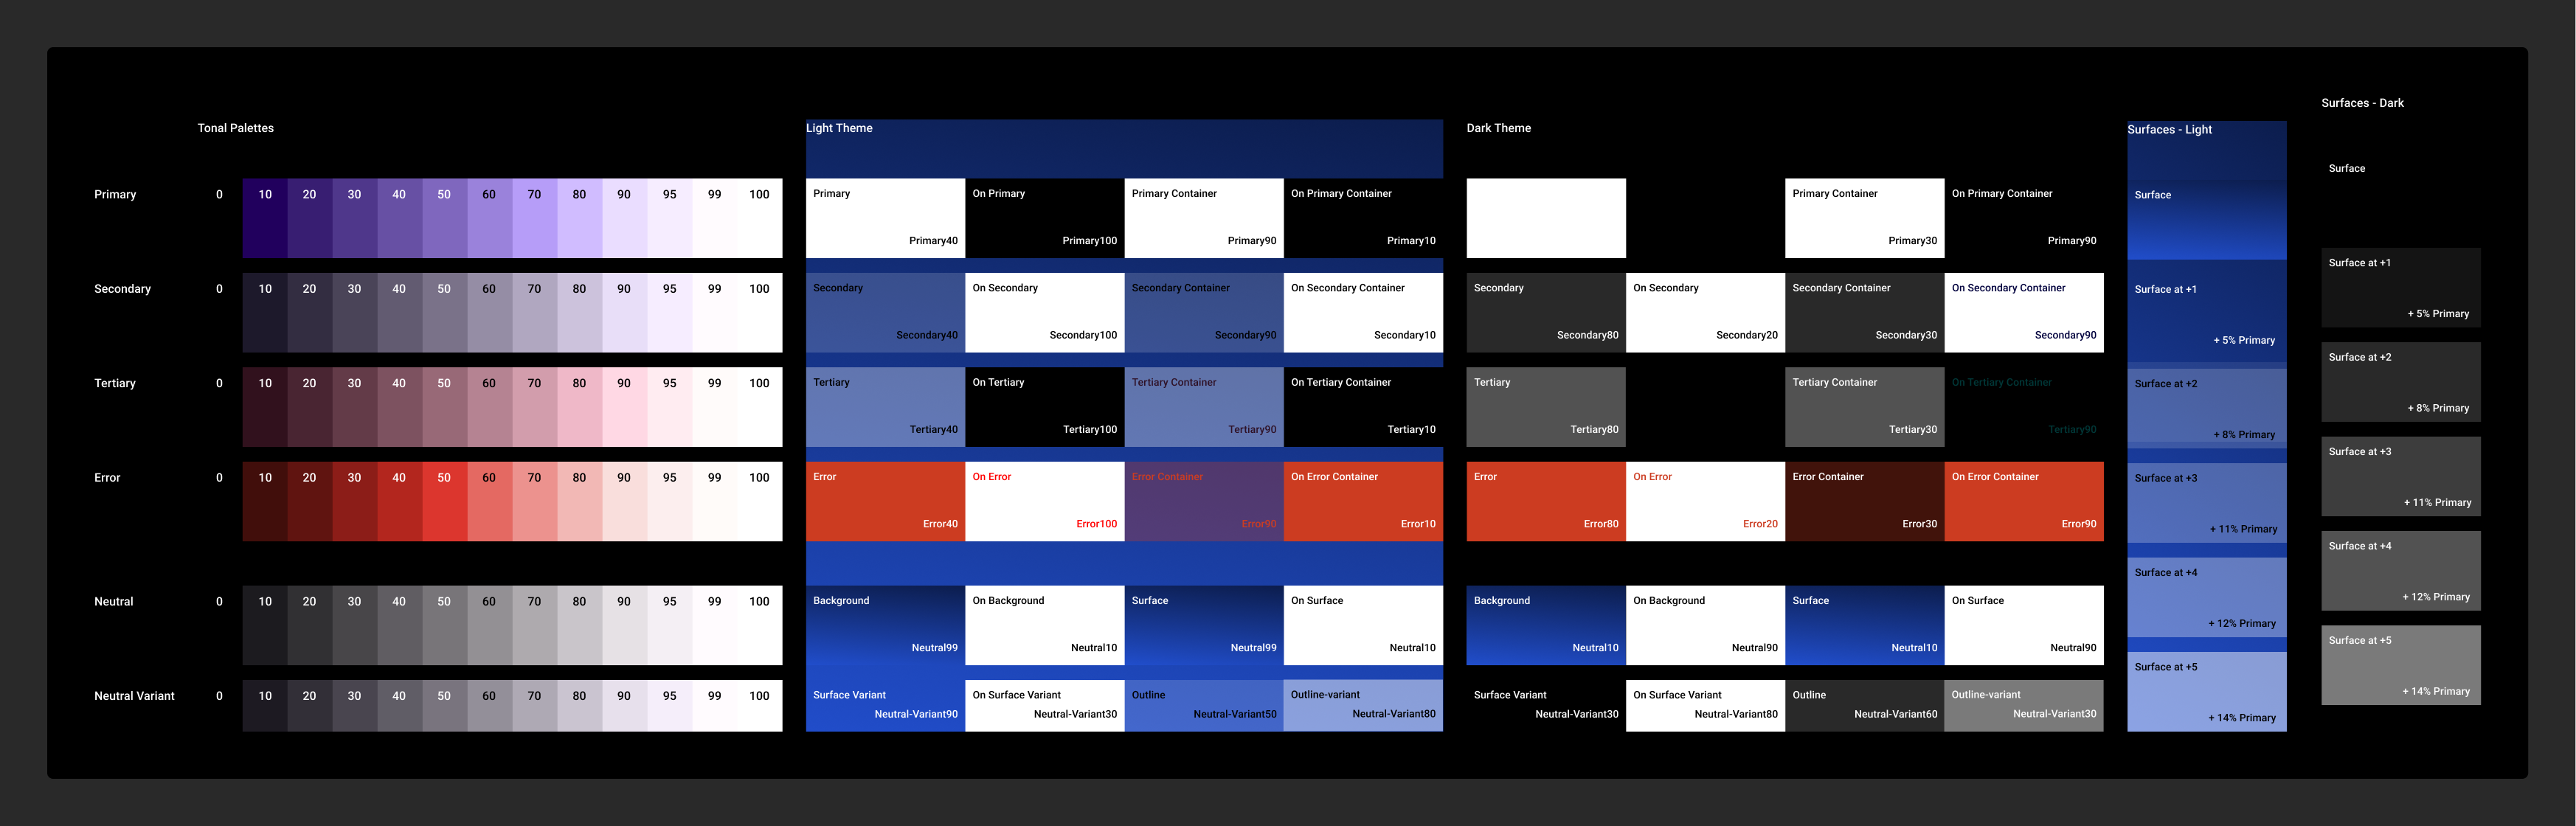 Surfaces - Dark
Tonal Palettes
Light Theme
Dark Theme
Surfaces - Light
Primary 0 10 20 30 40 50 60 70 80 90 95 99 100
Primary
Primary40
On Primary
Primary100
Primary Container
Primary90
On Primary Container
Primary10
Primary Container
Primary30
On Primary Container
Primary90
Secondary 0 10 20 30 40 50 60 70 80 90 95 99 100
Secondary
Secondary40
On Secondary
Secondary100
Secondary Container
Secondary90
On Secondary Container
Secondary10
Secondary
Secondary80
On Secondary
Secondary20
Secondary Container
Secondary30
On Secondary Container
Secondary90
Tertiary 0 10 20 30 40 50 60 70 80 90 95 99 100
Tertiary
Tertiary40
On Tertiary
Tertiary100
Tertiary Container
Tertiary90
On Tertiary Container
Tertiary10
Tertiary
Tertiary80
Tertiary Container
Tertiary30
On Tertiary Container
Tertiary90
Error 0 10 20 30 40 50 60 70 80 90 95 99 100
Error
Error40
On Error
Error100
Error Container
Error90
On Error Container
Error10
Error
Error80
On Error
Error20
Error Container
Error30
On Error Container
Error90
Neutral 0 10 20 30 40 50 60 70 80 90 95 99 100
Background
Neutral99
On Background
Neutral10
Surface
Neutral99
On Surface
Neutral10
Background
Neutral10
On Background
Neutral90
Surface
Neutral10
On Surface
Neutral90
Neutral Variant 0 10 20 30 40 50 60 70 80 90 95 99 100
Surface Variant
Neutral-Variant90
On Surface Variant
Neutral-Variant30
Outline
Neutral-Variant50
Outline-variant
Neutral-Variant80
Surface Variant
Neutral-Variant30
On Surface Variant
Neutral-Variant80
Outline
Neutral-Variant60
Outline-variant
Neutral-Variant30
Surface
Surface at +1
+ 5% Primary
Surface at +2
+ 8% Primary
Surface at +3
+ 11% Primary
Surface at +4
+ 12% Primary
Surface at +5
+ 14% Primary
Surface
Surface at +1
+ 5% Primary
Surface at +2
+ 8% Primary
Surface at +3
+ 11% Primary
Surface at +4
+ 12% Primary
Surface at +5
+ 14% Primary